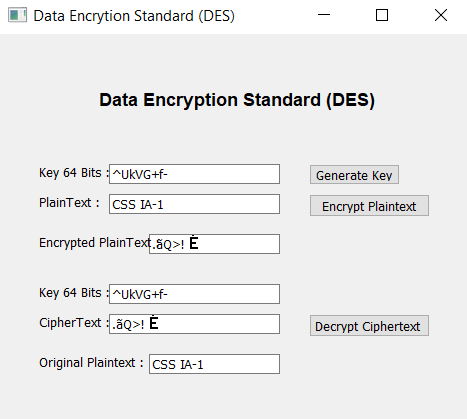 Data Encrytion Standard (DES)
Data Encryption Standard (DES)
Key 64 Bits : ^UkVG+f- Generate Key
PlainText : CSS IA-1 Encrypt Plaintext
Encrypted PlainText .ãQ>! Ė
Key 64 Bits : ^UkVG+f-
CipherText : .ãQ>! Ė Decrypt Ciphertext
Original Plaintext : CSS IA-1